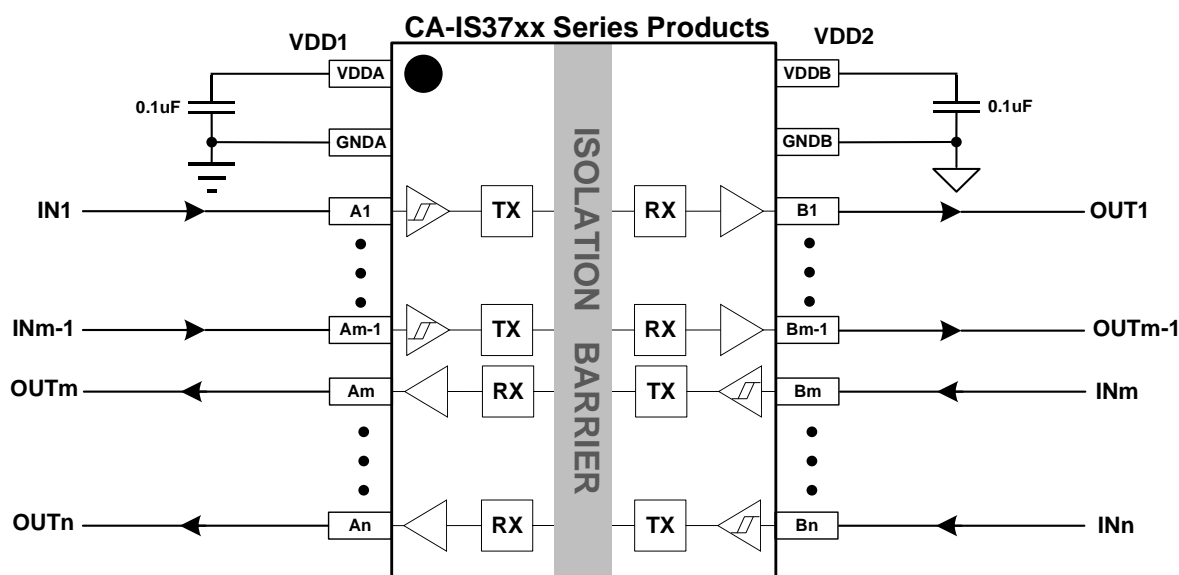 CA-IS37xx Series Products
VDD1
VDD2
VDDA
VDDB
0.1uF
0.1uF
GNDA
GNDB
ISOLATION BARRIER
IN1
A1
TX
RX
B1
OUT1
INm-1
Am-1
TX
RX
Bm-1
OUTm-1
OUTm
Am
RX
TX
Bm
INm
OUTn
An
RX
TX
Bn
INn